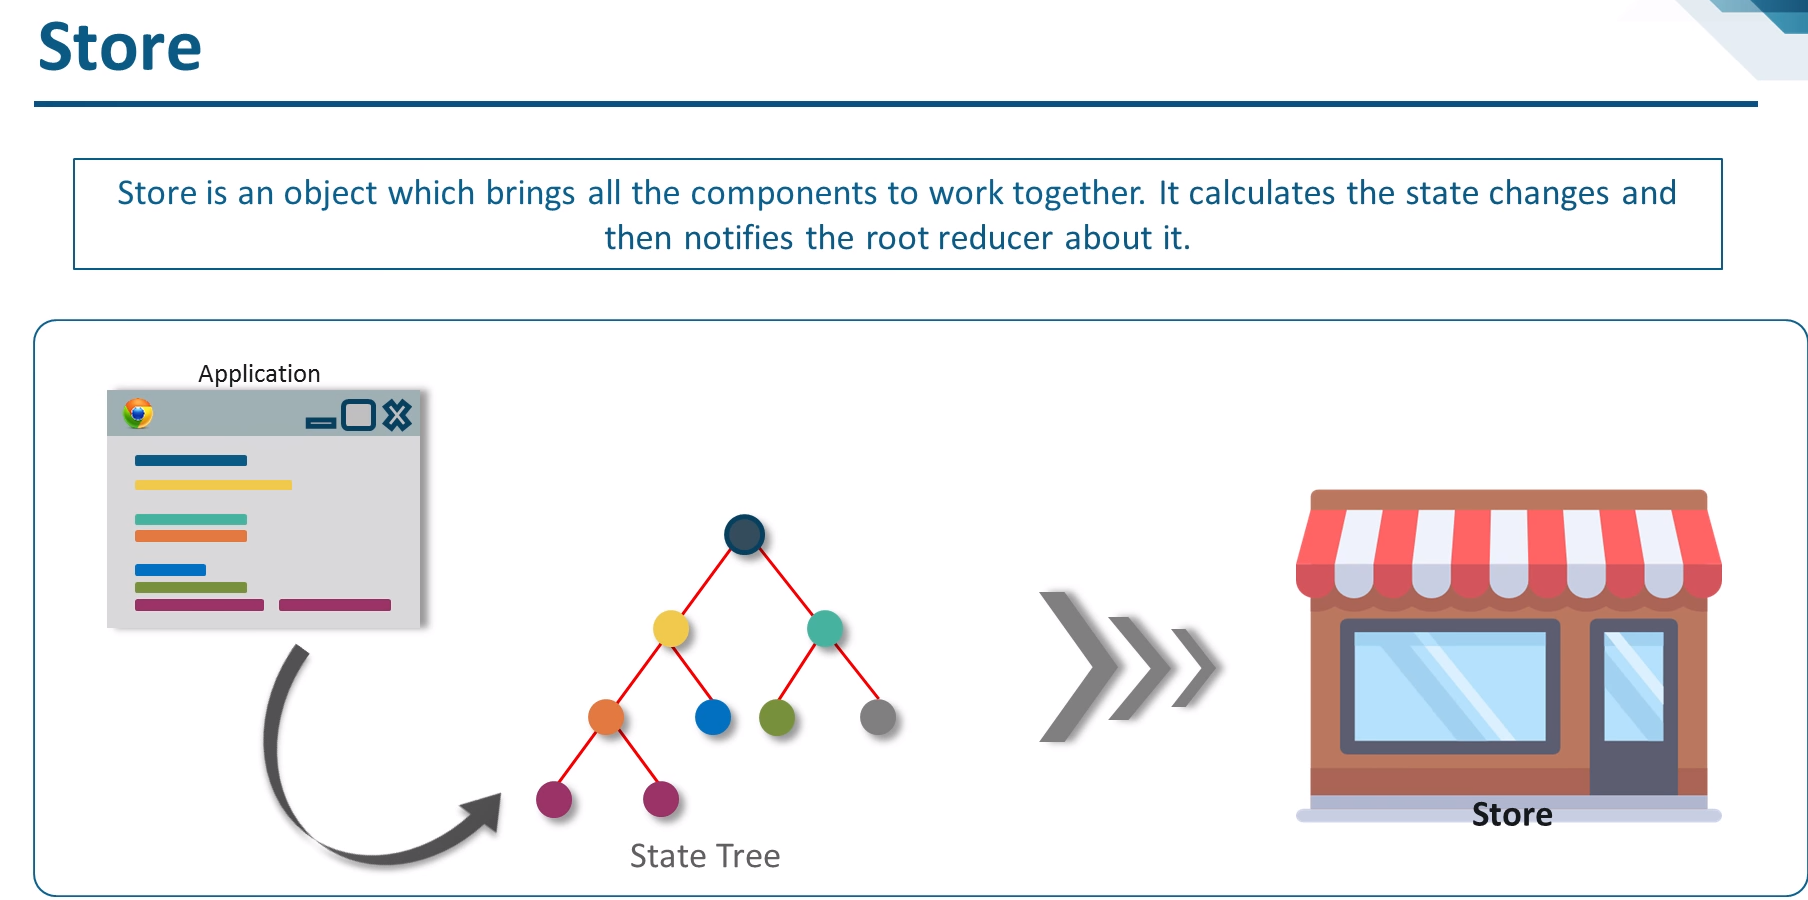 Store
Store is an object which brings all the components to work together. It calculates the state changes and
then notifies the root reducer about it.
Application
State Tree
Store